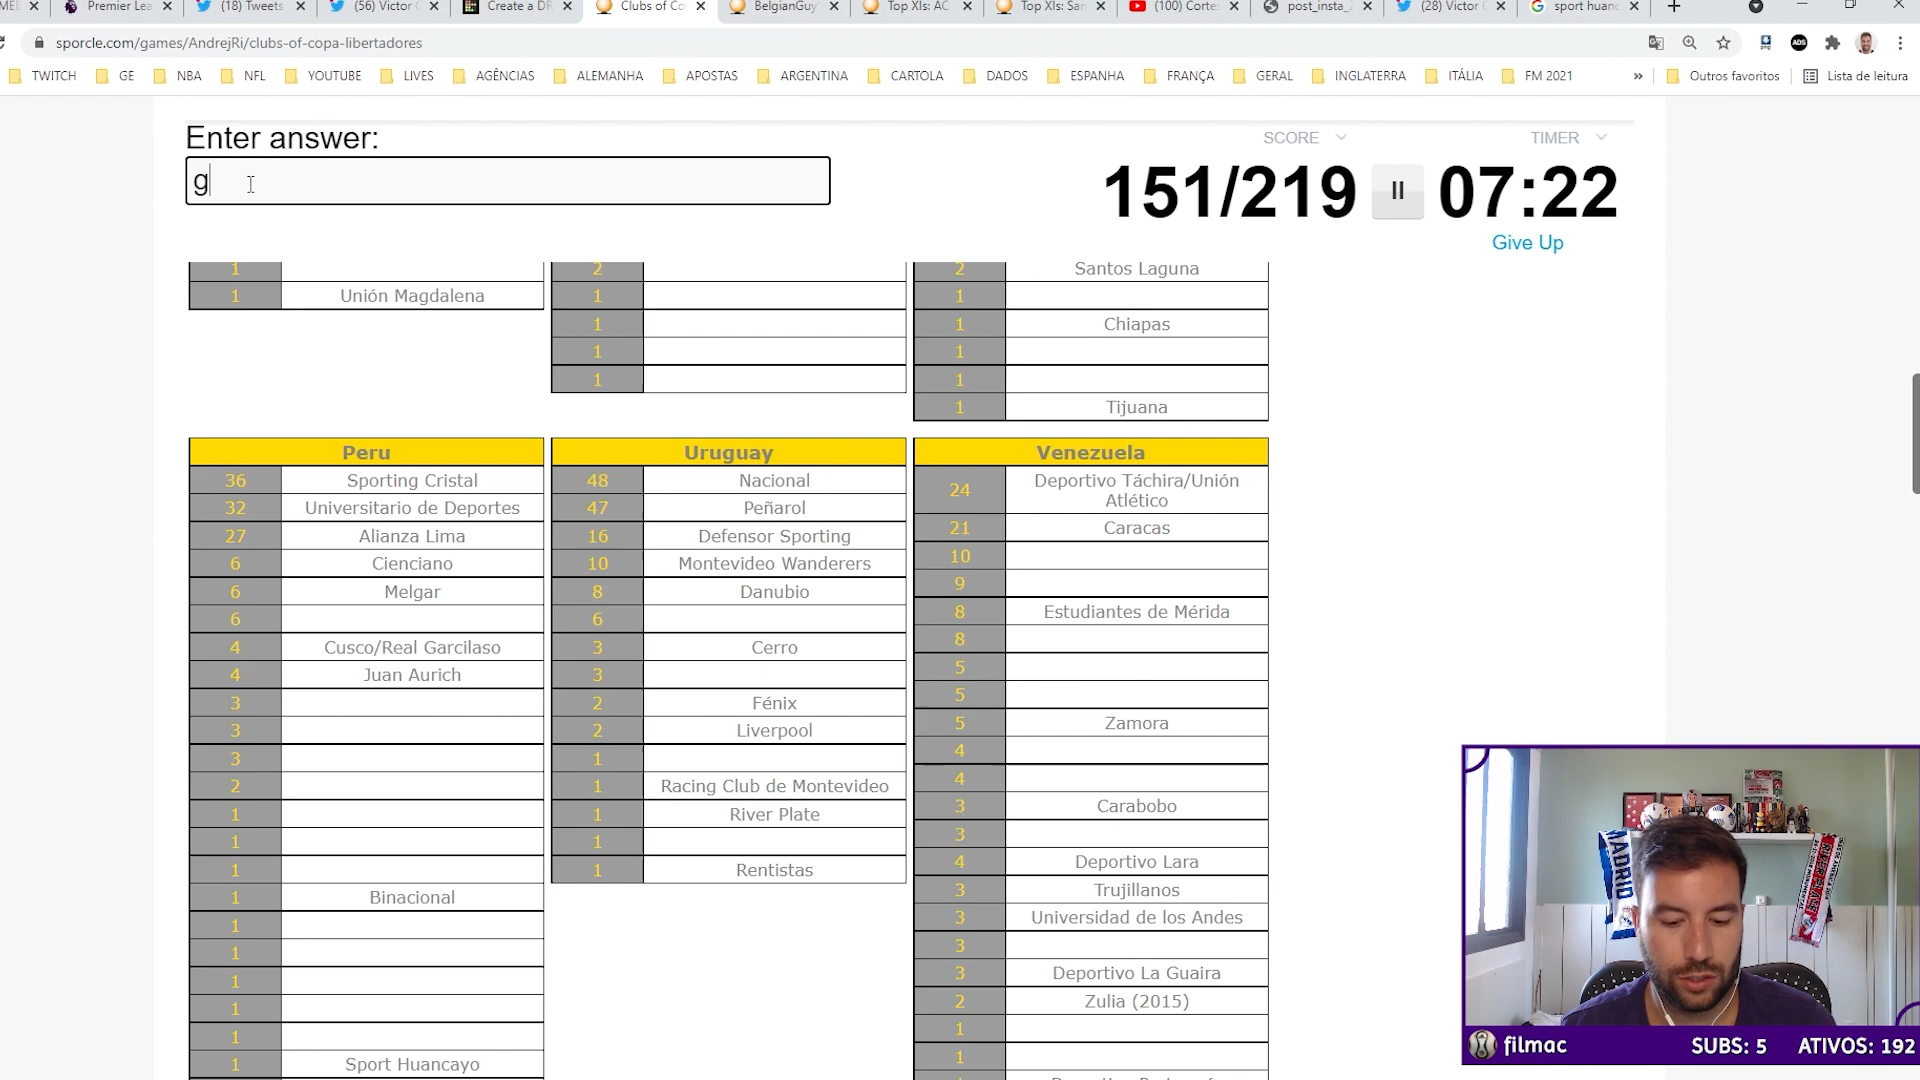 Premier Lea
(18) Tweets
(56) Victor C
Create a DR
Clubs of Co
BelgianGuy
Top XIs: AC
Top XIs: San
(100) Cortes
post_insta_
(28) Victor C
sport huanc
sporcle.com/games/AndrejRi/clubs-of-copa-libertadores
TWITCH GE NBA NFL YOUTUBE LIVES AGÊNCIAS ALEMANHA APOSTAS ARGENTINA CARTOLA DADOS ESPANHA FRANÇA GERAL INGLATERRA ITÁLIA FM 2021 » Outros favoritos Lista de leitura
Enter answer:
SCORE
TIMER
g
151/219
07:22
Give Up
1
1 Unión Magdalena
2
1
1
1
1
2 Santos Laguna
1
1 Chiapas
1
1
1 Tijuana
Peru
36 Sporting Cristal
32 Universitario de Deportes
27 Alianza Lima
6 Cienciano
6 Melgar
6
4 Cusco/Real Garcilaso
4 Juan Aurich
3
3
3
2
1
1
1
1 Binacional
1
1
1
1
1
1 Sport Huancayo
Uruguay
48 Nacional
47 Peñarol
16 Defensor Sporting
10 Montevideo Wanderers
8 Danubio
6
3 Cerro
3
2 Fénix
2 Liverpool
1
1 Racing Club de Montevideo
1 River Plate
1
1 Rentistas
Venezuela
24 Deportivo Táchira/Unión
Atlético
21 Caracas
10
9
8 Estudiantes de Mérida
8
5
5
5 Zamora
4
4
3 Carabobo
3
4 Deportivo Lara
3 Trujillanos
3 Universidad de los Andes
3
3 Deportivo La Guaira
2 Zulia (2015)
1
1
MADRID
filmac
SUBS: 5
ATIVOS: 192